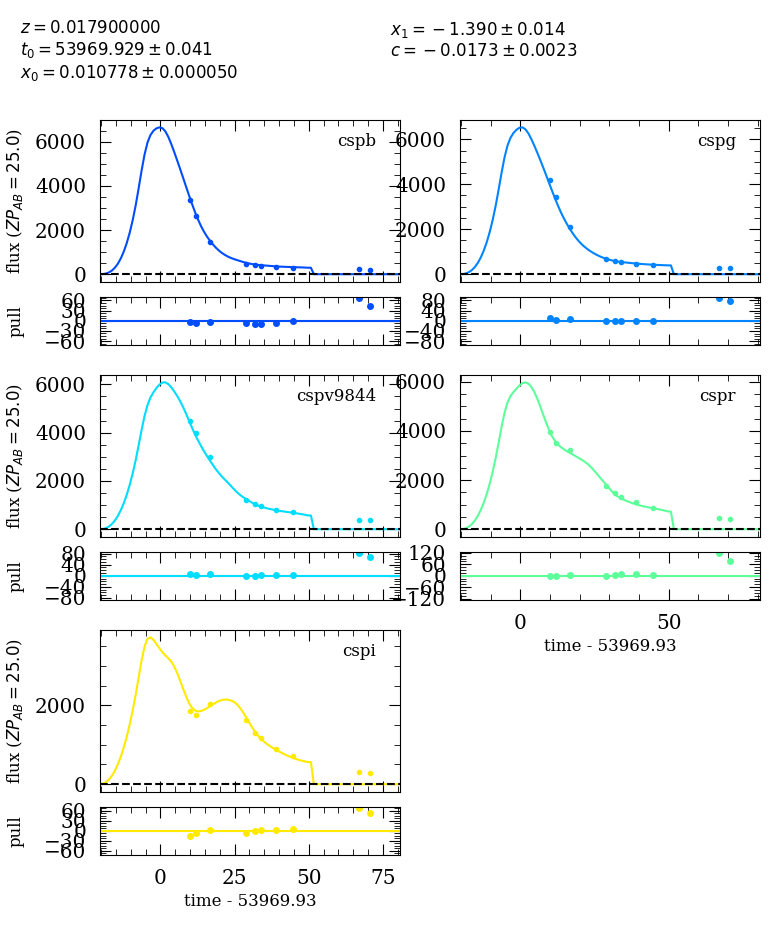 z = 0.017900000
t₀ = 53969.929 ± 0.041
x₀ = 0.010778 ± 0.000050
x₁ = −1.390 ± 0.014
c = −0.0173 ± 0.0023
cspb
flux (ZP_AB = 25.0)
6000
4000
2000
0
pull
60
30
0
−30
−60
cspg
6000
4000
2000
0
80
40
0
−40
−80
cspv9844
flux (ZP_AB = 25.0)
6000
4000
2000
0
pull
80
40
0
−40
−80
cspr
6000
4000
2000
0
120
60
0
−60
−120
0 50
time - 53969.93
cspi
flux (ZP_AB = 25.0)
2000
0
pull
60
30
0
−30
−60
0 25 50 75
time - 53969.93